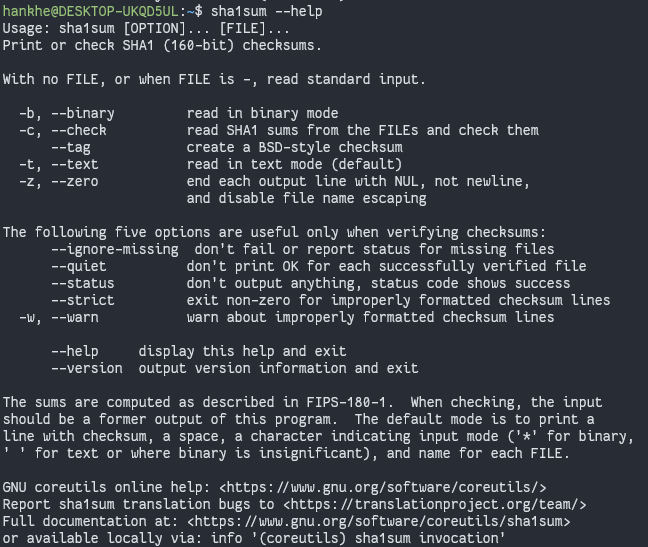 hankhe@DESKTOP-UKQD5UL:~$ sha1sum --help
Usage: sha1sum [OPTION]... [FILE]...
Print or check SHA1 (160-bit) checksums.

With no FILE, or when FILE is -, read standard input.

  -b, --binary         read in binary mode
  -c, --check          read SHA1 sums from the FILEs and check them
      --tag            create a BSD-style checksum
  -t, --text           read in text mode (default)
  -z, --zero           end each output line with NUL, not newline,
                       and disable file name escaping

The following five options are useful only when verifying checksums:
      --ignore-missing  don't fail or report status for missing files
      --quiet          don't print OK for each successfully verified file
      --status         don't output anything, status code shows success
      --strict         exit non-zero for improperly formatted checksum lines
  -w, --warn           warn about improperly formatted checksum lines

      --help     display this help and exit
      --version  output version information and exit

The sums are computed as described in FIPS-180-1.  When checking, the input
should be a former output of this program.  The default mode is to print a
line with checksum, a space, a character indicating input mode ('*' for binary,
' ' for text or where binary is insignificant), and name for each FILE.

GNU coreutils online help: <https://www.gnu.org/software/coreutils/>
Report sha1sum translation bugs to <https://translationproject.org/team/>
Full documentation at: <https://www.gnu.org/software/coreutils/sha1sum>
or available locally via: info '(coreutils) sha1sum invocation'